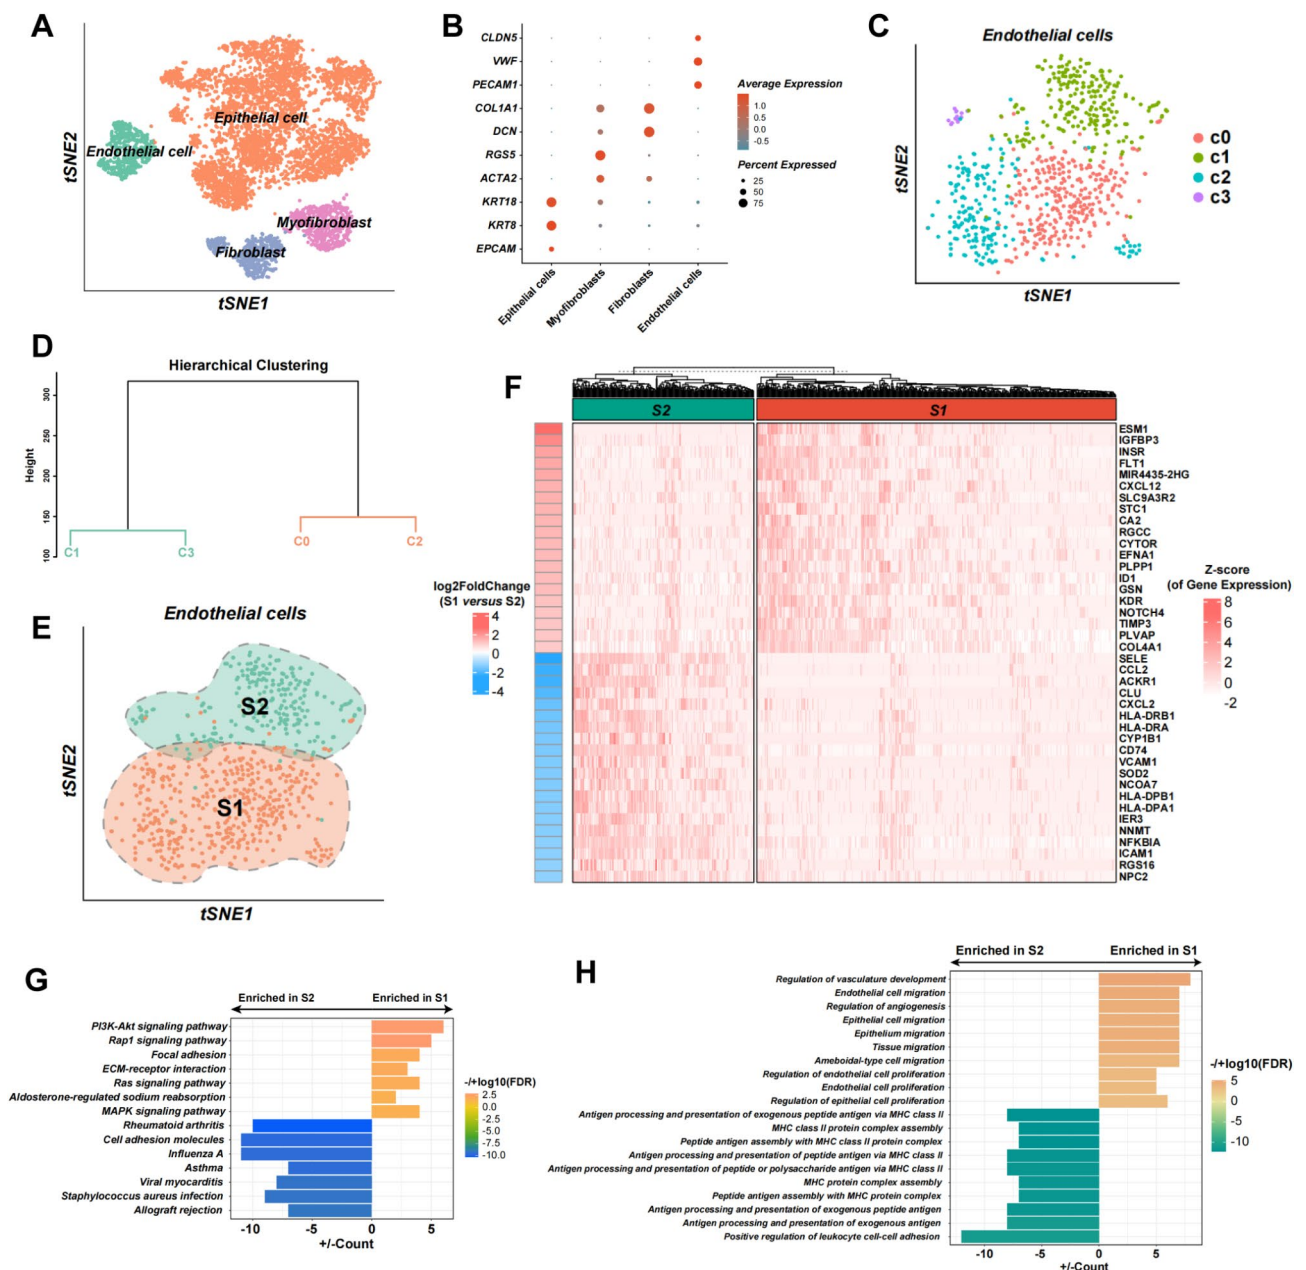 A
tSNE2
Epithelial cell
Endothelial cell
Myofibroblast
Fibroblast
tSNE1
B
CLDN5
VWF
PECAM1
COL1A1
DCN
RGS5
ACTA2
KRT18
KRT8
EPCAM
Epithelial cells
Myofibroblasts
Fibroblasts
Endothelial cells
Average Expression
1.0
0.5
0.0
-0.5
Percent Expressed
25
50
75
C
Endothelial cells
tSNE2
tSNE1
c0
c1
c2
c3
D
Hierarchical Clustering
Height
300
250
200
150
100
C1
C3
C0
C2
E
Endothelial cells
S2
S1
tSNE2
tSNE1
F
S2
S1
log2FoldChange
(S1 versus S2)
4
2
0
-2
-4
ESM1
IGFBP3
INSR
FLT1
MIR4435-2HG
CXCL12
SLC9A3R2
STC1
CA2
RGCC
CYTOR
EFNA1
PLPP1
ID1
GSN
KDR
NOTCH4
TIMP3
PLVAP
COL4A1
SELE
CCL2
ACKR1
CLU
CXCL2
HLA-DRB1
HLA-DRA
CYP1B1
CD74
VCAM1
SOD2
NCOA7
HLA-DPB1
HLA-DPA1
IER3
NNMT
NFKBIA
ICAM1
RGS16
NPC2
Z-score
(of Gene Expression)
8
6
4
2
0
-2
G
Enriched in S2
Enriched in S1
PI3K-Akt signaling pathway
Rap1 signaling pathway
Focal adhesion
ECM-receptor interaction
Ras signaling pathway
Aldosterone-regulated sodium reabsorption
MAPK signaling pathway
Rheumatoid arthritis
Cell adhesion molecules
Influenza A
Asthma
Viral myocarditis
Staphylococcus aureus infection
Allograft rejection
-10
-5
0
5
+/-Count
-/+log10(FDR)
2.5
0.0
-2.5
-5.0
-7.5
-10.0
H
Enriched in S2
Enriched in S1
Regulation of vasculature development
Endothelial cell migration
Regulation of angiogenesis
Epithelial cell migration
Epithelium migration
Tissue migration
Ameboidal-type cell migration
Regulation of endothelial cell proliferation
Endothelial cell proliferation
Regulation of epithelial cell proliferation
Antigen processing and presentation of exogenous peptide antigen via MHC class II
MHC class II protein complex assembly
Peptide antigen assembly with MHC class II protein complex
Antigen processing and presentation of peptide antigen via MHC class II
Antigen processing and presentation of peptide or polysaccharide antigen via MHC class II
MHC protein complex assembly
Peptide antigen assembly with MHC protein complex
Antigen processing and presentation of exogenous peptide antigen
Antigen processing and presentation of exogenous antigen
Positive regulation of leukocyte cell-cell adhesion
-10
-5
0
5
+/-Count
-/+log10(FDR)
5
0
-5
-10